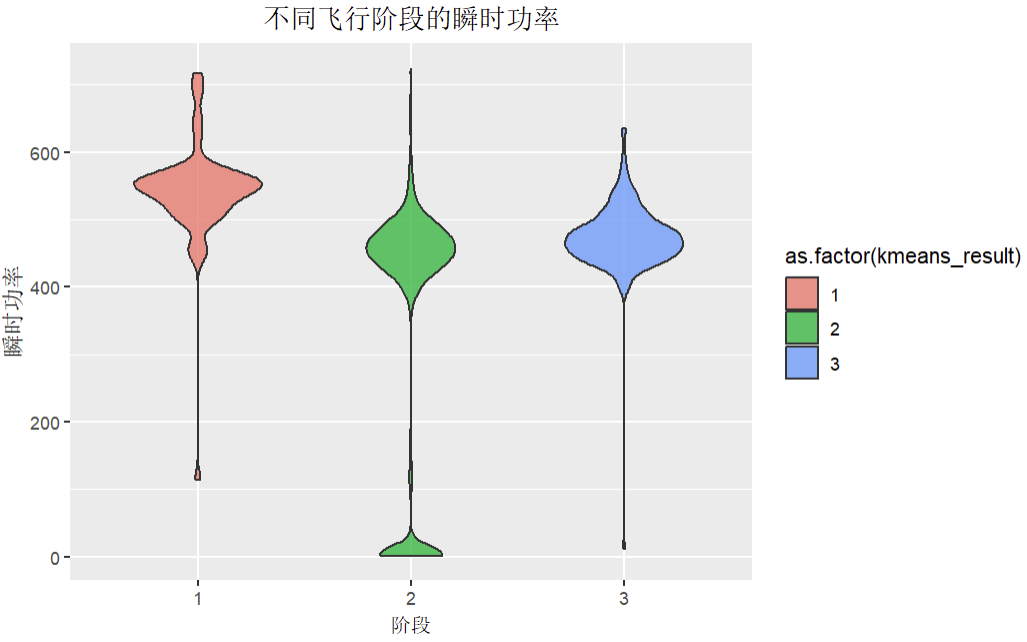 不同飞行阶段的瞬时功率
瞬时功率
600
400
200
0
1
2
3
阶段
as.factor(kmeans_result)
1
2
3